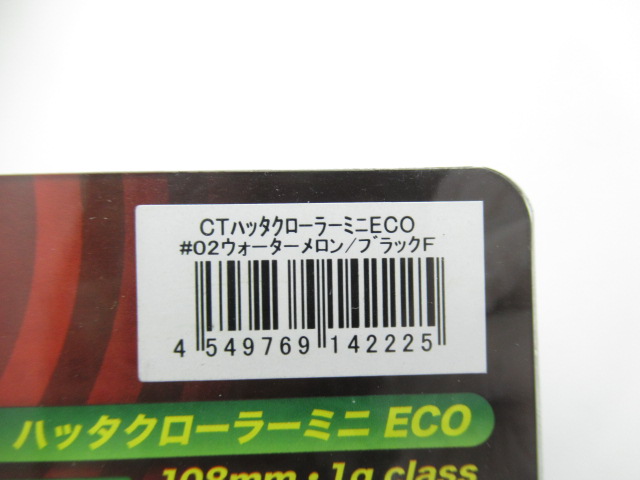 CTハッタクローラーミニECO
#02ウォーターメロン/ブラックF
4 549769 142225
ハッタクローラーミニ ECO
108mm・1g class